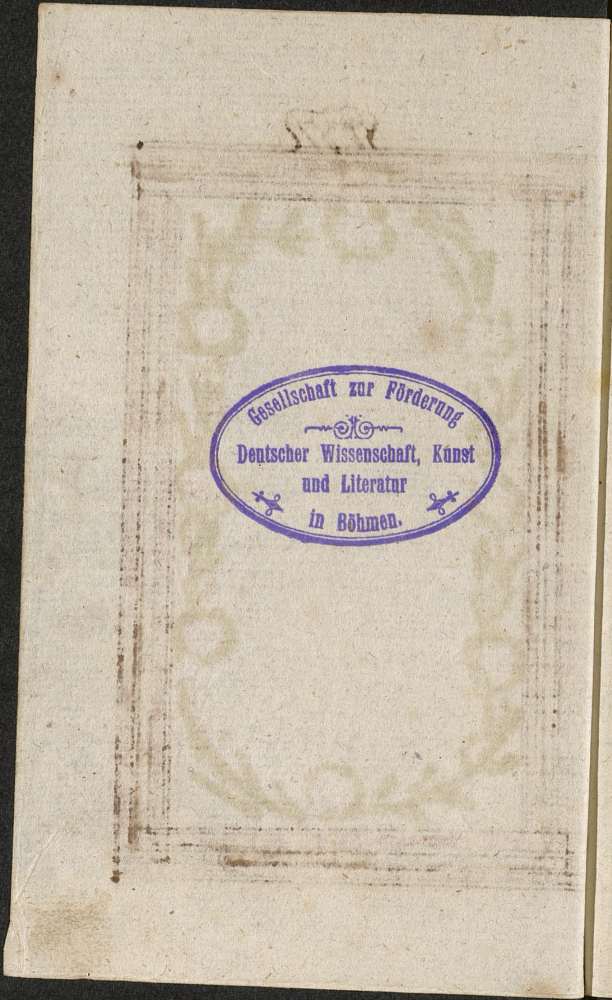 Gesellschaft zur Förderung
Deutscher Wissenschaft, Kunst
und Literatur
in Böhmen.